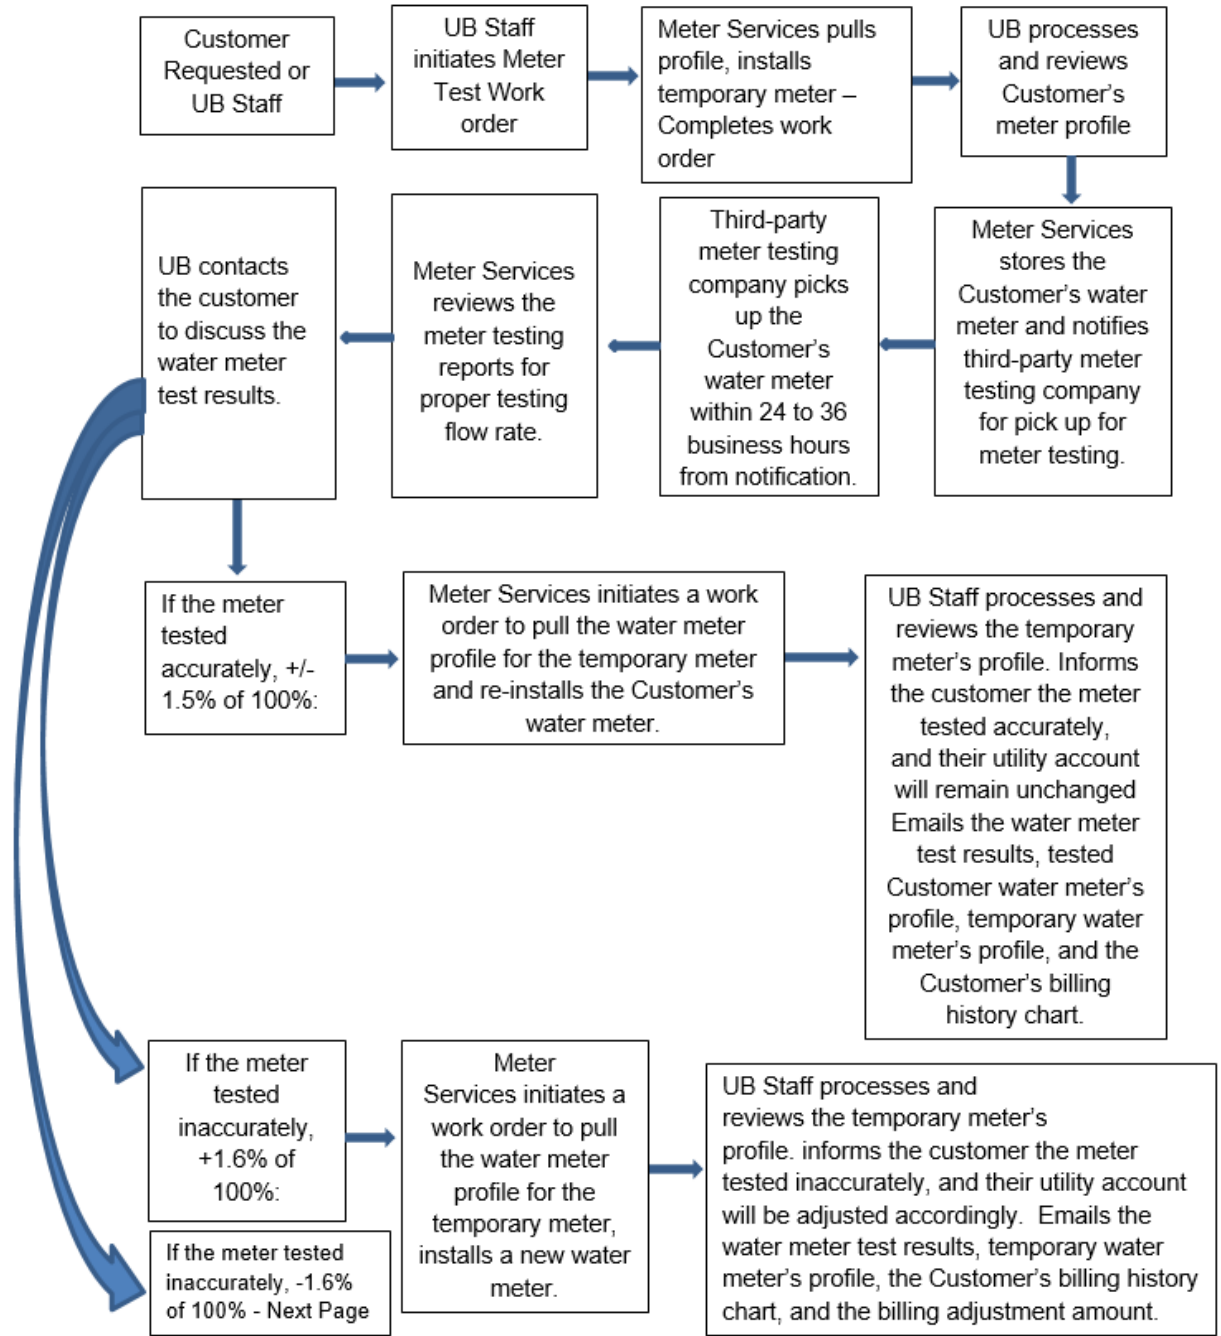 Customer
Requested or
UB Staff
UB Staff
initiates Meter
Test Work
order
Meter Services pulls
profile, installs
temporary meter –
Completes work
order
UB processes
and reviews
Customer's
meter profile
Meter Services
stores the
Customer's water
meter and notifies
third-party meter
testing company
for pick up for
meter testing.
Third-party
meter testing
company picks
up the
Customer's
water meter
within 24 to 36
business hours
from notification.
Meter Services
reviews the
meter testing
reports for
proper testing
flow rate.
UB contacts
the customer
to discuss the
water meter
test results.
If the meter
tested
accurately, +/-
1.5% of 100%:
Meter Services initiates a work
order to pull the water meter
profile for the temporary meter
and re-installs the Customer's
water meter.
UB Staff processes and
reviews the temporary
meter's profile. Informs
the customer the meter
tested accurately,
and their utility account
will remain unchanged
Emails the water meter
test results, tested
Customer water meter's
profile, temporary water
meter's profile, and the
Customer's billing
history chart.
If the meter
tested
inaccurately,
+1.6% of
100%:
Meter
Services initiates a
work order to pull
the water meter
profile for the
temporary meter,
installs a new water
meter.
UB Staff processes and
reviews the temporary meter's
profile. informs the customer the meter
tested inaccurately, and their utility account
will be adjusted accordingly.  Emails the
water meter test results, temporary water
meter's profile, the Customer's billing history
chart, and the billing adjustment amount.
If the meter tested
inaccurately, -1.6%
of 100% - Next Page